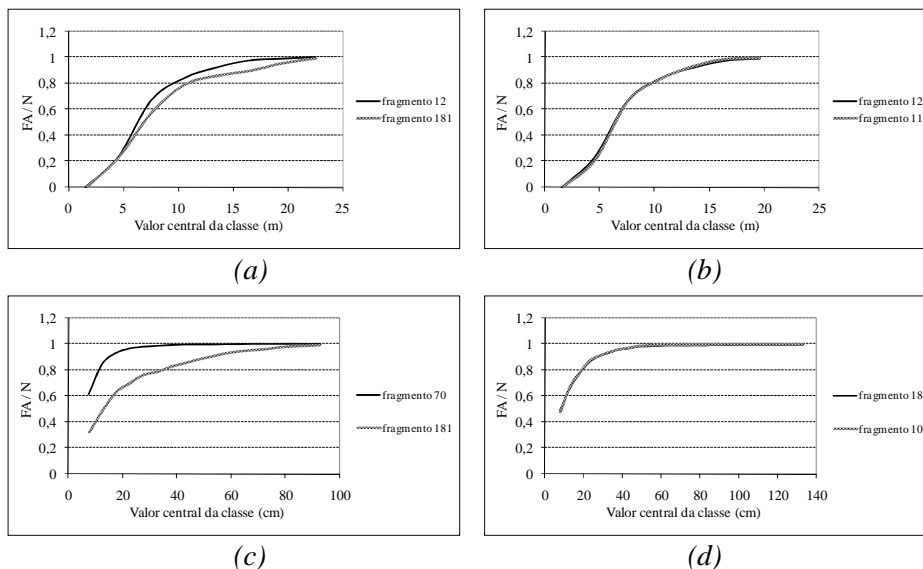 1,2
1
0,8
0,6
0,4
0,2
0
FA / N
0 5 10 15 20 25
Valor central da classe (m)
fragmento 12
fragmento 181
(a)
1,2
1
0,8
0,6
0,4
0,2
0
FA / N
0 5 10 15 20 25
Valor central da classe (m)
fragmento 12
fragmento 11
(b)
1,2
1
0,8
0,6
0,4
0,2
0
FA / N
0 20 40 60 80 100
Valor central da classe (cm)
fragmento 70
fragmento 181
(c)
1,2
1
0,8
0,6
0,4
0,2
0
FA / N
0 20 40 60 80 100 120 140
Valor central da classe (cm)
fragmento 18
fragmento 10
(d)